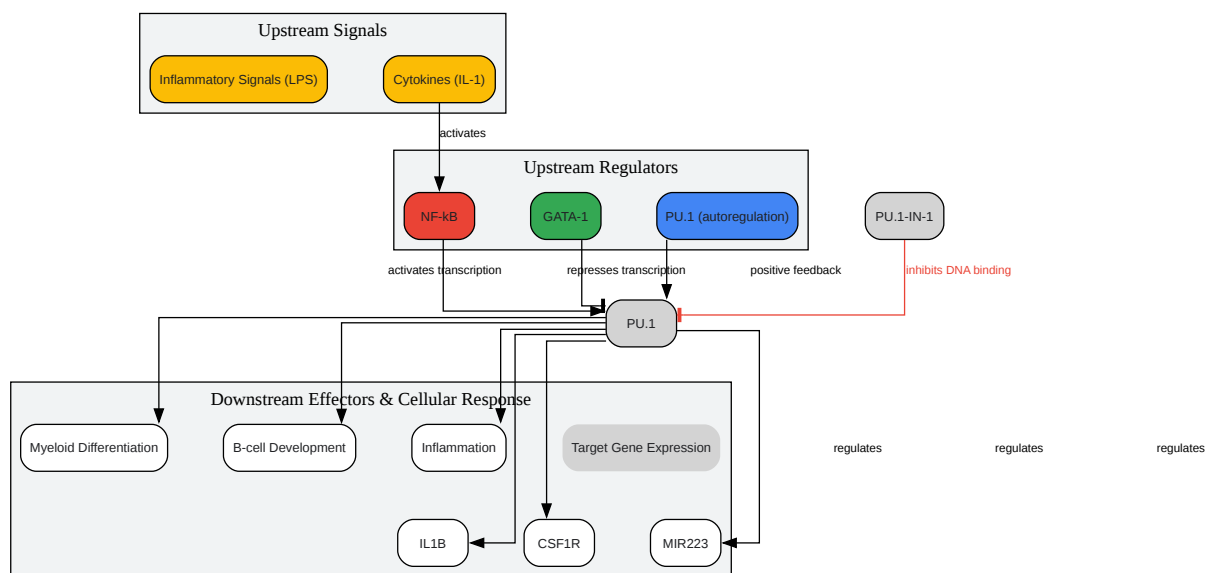 Upstream Signals
Inflammatory Signals (LPS)
Cytokines (IL-1)
activates
Upstream Regulators
NF-kB
GATA-1
PU.1 (autoregulation)
PU.1-IN-1
activates transcription
represses transcription
positive feedback
inhibits DNA binding
PU.1
Downstream Effectors & Cellular Response
Myeloid Differentiation
B-cell Development
Inflammation
Target Gene Expression
regulates
regulates
regulates
IL1B
CSF1R
MIR223